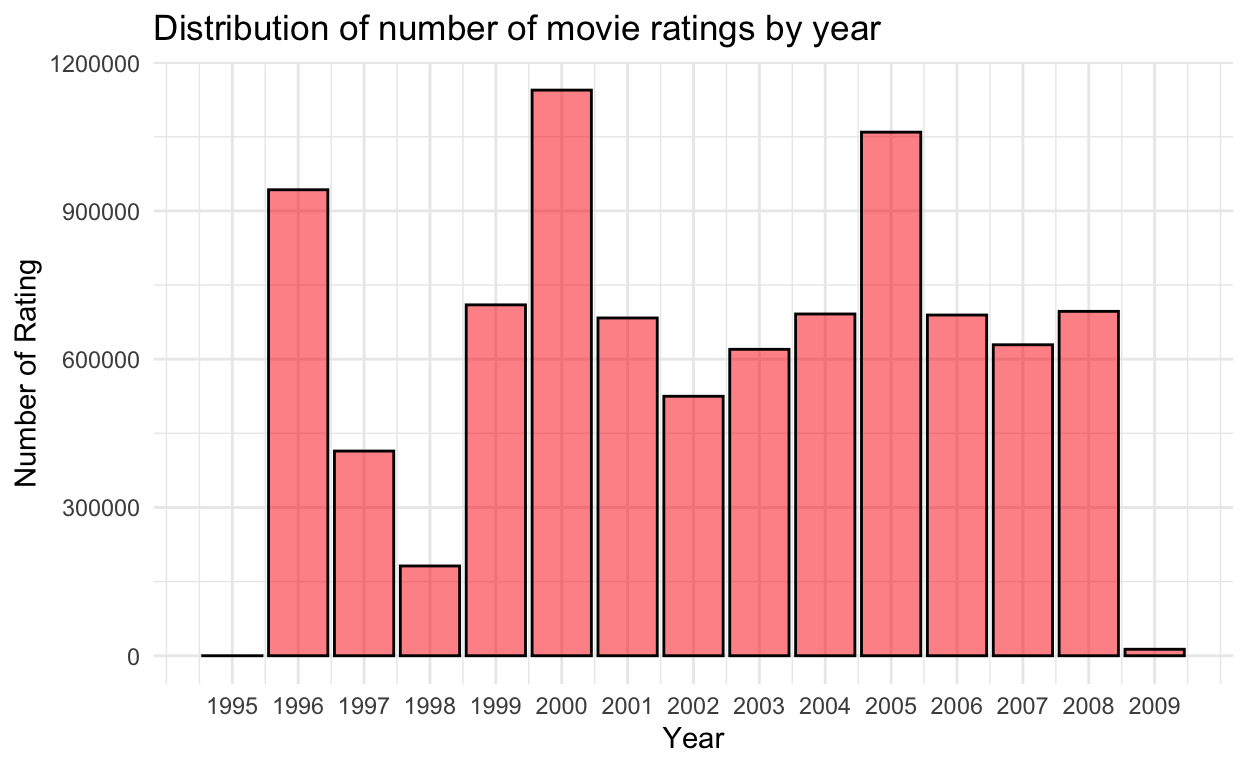 Distribution of number of movie ratings by year
1200000
900000
600000
300000
0
Number of Rating
1995 1996 1997 1998 1999 2000 2001 2002 2003 2004 2005 2006 2007 2008 2009
Year